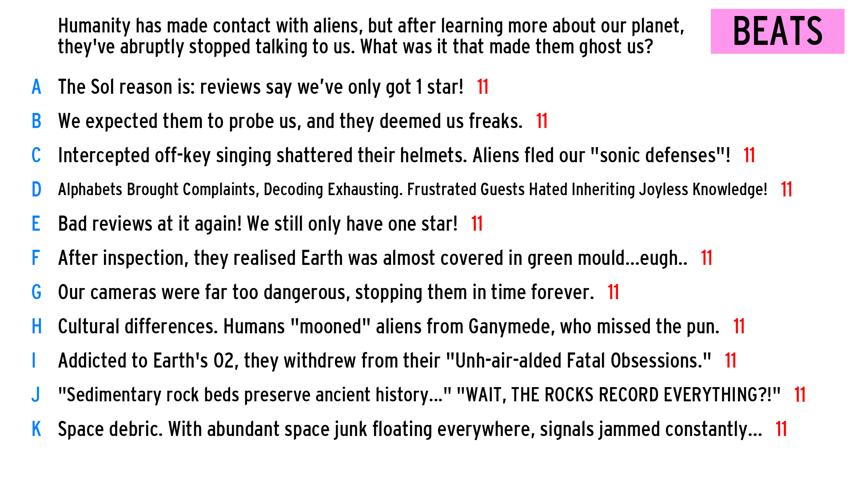 Humanity has made contact with aliens, but after learning more about our planet,
they've abruptly stopped talking to us. What was it that made them ghost us?
BEATS
A The Sol reason is: reviews say we've only got 1 star! 11
B We expected them to probe us, and they deemed us freaks. 11
C Intercepted off-key singing shattered their helmets. Aliens fled our "sonic defenses"! 11
D Alphabets Brought Complaints, Decoding Exhausting. Frustrated Guests Hated Inheriting Joyless Knowledge! 11
E Bad reviews at it again! We still only have one star! 11
F After inspection, they realised Earth was almost covered in green mould...eugh.. 11
G Our cameras were far too dangerous, stopping them in time forever. 11
H Cultural differences. Humans "mooned" aliens from Ganymede, who missed the pun. 11
I Addicted to Earth's O2, they withdrew from their "Unh-air-alded Fatal Obsessions." 11
J "Sedimentary rock beds preserve ancient history..." "WAIT, THE ROCKS RECORD EVERYTHING?!" 11
K Space debric. With abundant space junk floating everywhere, signals jammed constantly... 11